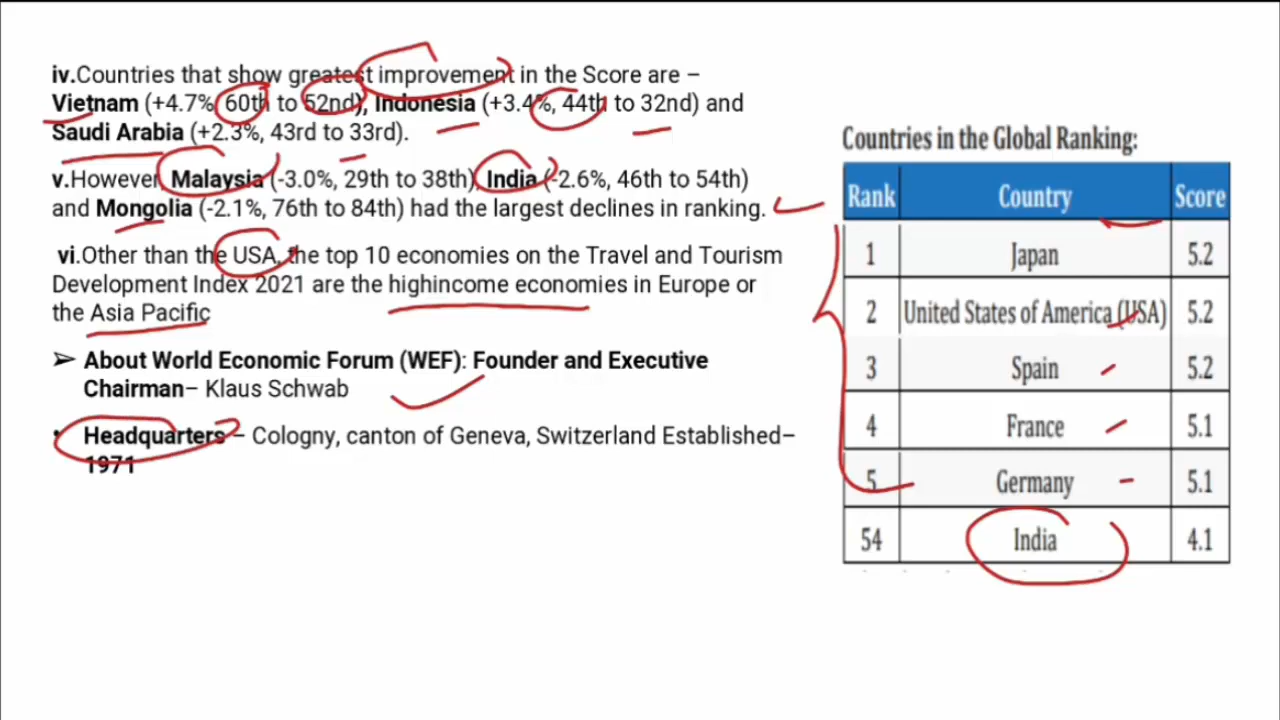 iv.Countries that show greatest improvement in the Score are –
Vietnam (+4.7%, 60th to 52nd), Indonesia (+3.4%, 44th to 32nd) and
Saudi Arabia (+2.3%, 43rd to 33rd).
v.However, Malaysia (-3.0%, 29th to 38th), India (-2.6%, 46th to 54th)
and Mongolia (-2.1%, 76th to 84th) had the largest declines in ranking.
vi.Other than the USA, the top 10 economies on the Travel and Tourism
Development Index 2021 are the highincome economies in Europe or
the Asia Pacific
➢ About World Economic Forum (WEF): Founder and Executive
Chairman– Klaus Schwab
• Headquarters – Cologny, canton of Geneva, Switzerland Established–
1971
Countries in the Global Ranking:
Rank Country Score
1 Japan 5.2
2 United States of America (USA) 5.2
3 Spain 5.2
4 France 5.1
5 Germany 5.1
54 India 4.1